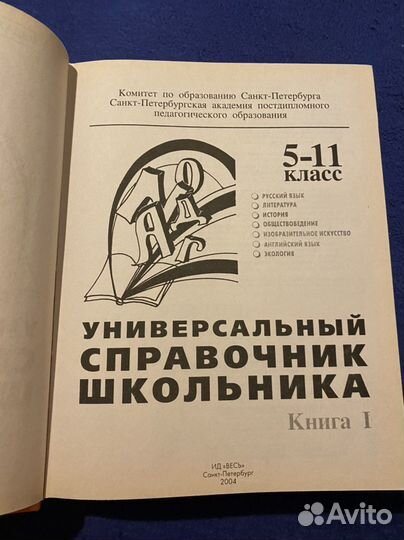 Комитет по образованию Санкт-Петербурга
Санкт-Петербургская академия постдипломного
педагогического образования
5-11
КЛАСС
РУССКИЙ ЯЗЫК
ЛИТЕРАТУРА
ИСТОРИЯ
ОБЩЕСТВОВЕДЕНИЕ
ИЗОБРАЗИТЕЛЬНОЕ ИСКУССТВО
АНГЛИЙСКИЙ ЯЗЫК
ЭКОЛОГИЯ
УНИВЕРСАЛЬНЫЙ
СПРАВОЧНИК
ШКОЛЬНИКА
Книга I
ИД «ВЕСЬ»
Санкт-Петербург
2004
Avito